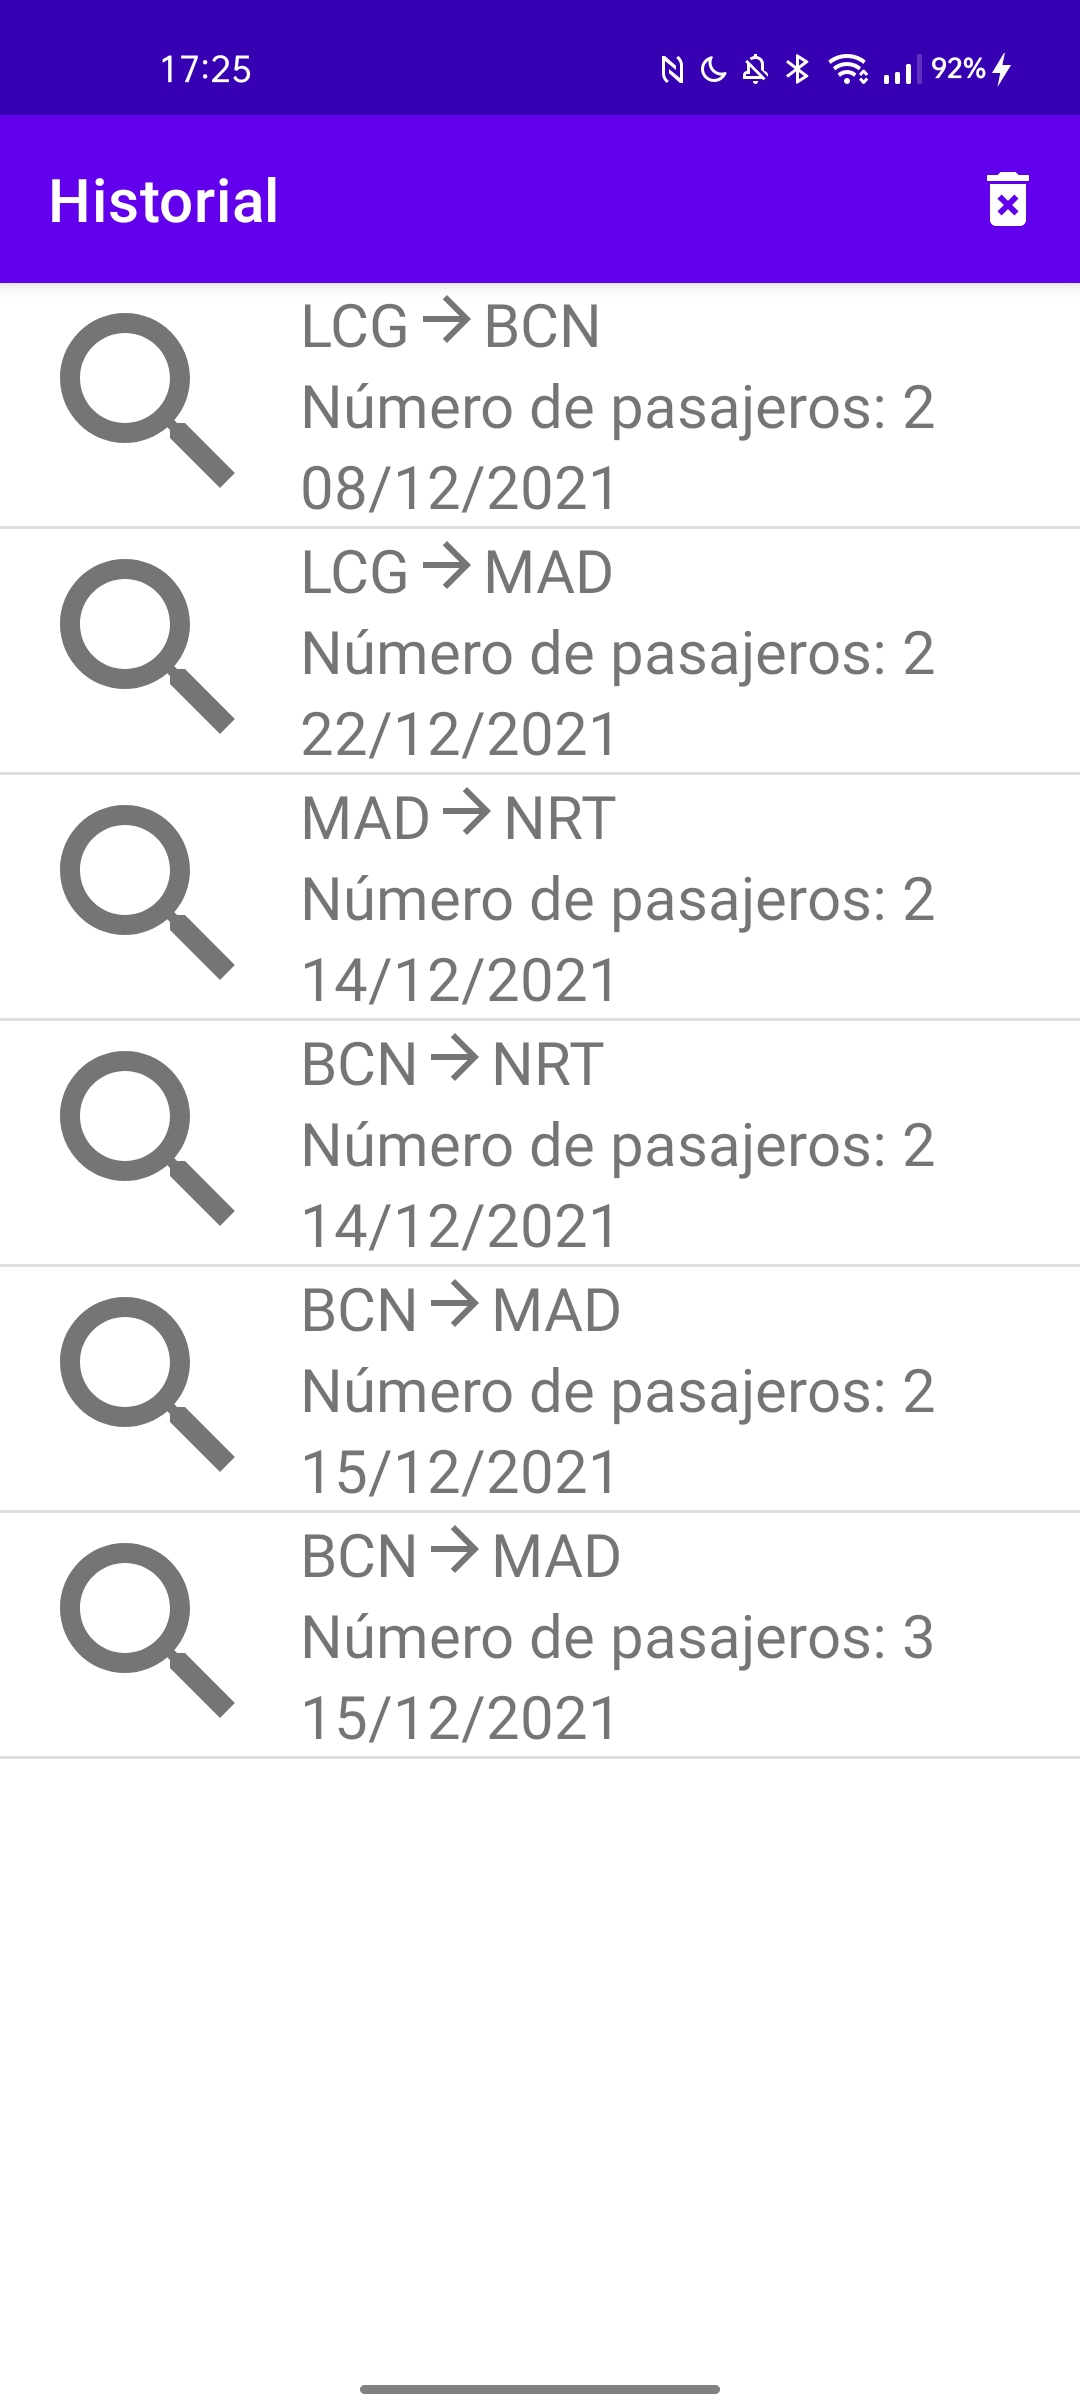 17:25 92%
Historial
LCG → BCN
Número de pasajeros: 2
08/12/2021
LCG → MAD
Número de pasajeros: 2
22/12/2021
MAD → NRT
Número de pasajeros: 2
14/12/2021
BCN → NRT
Número de pasajeros: 2
14/12/2021
BCN → MAD
Número de pasajeros: 2
15/12/2021
BCN → MAD
Número de pasajeros: 3
15/12/2021